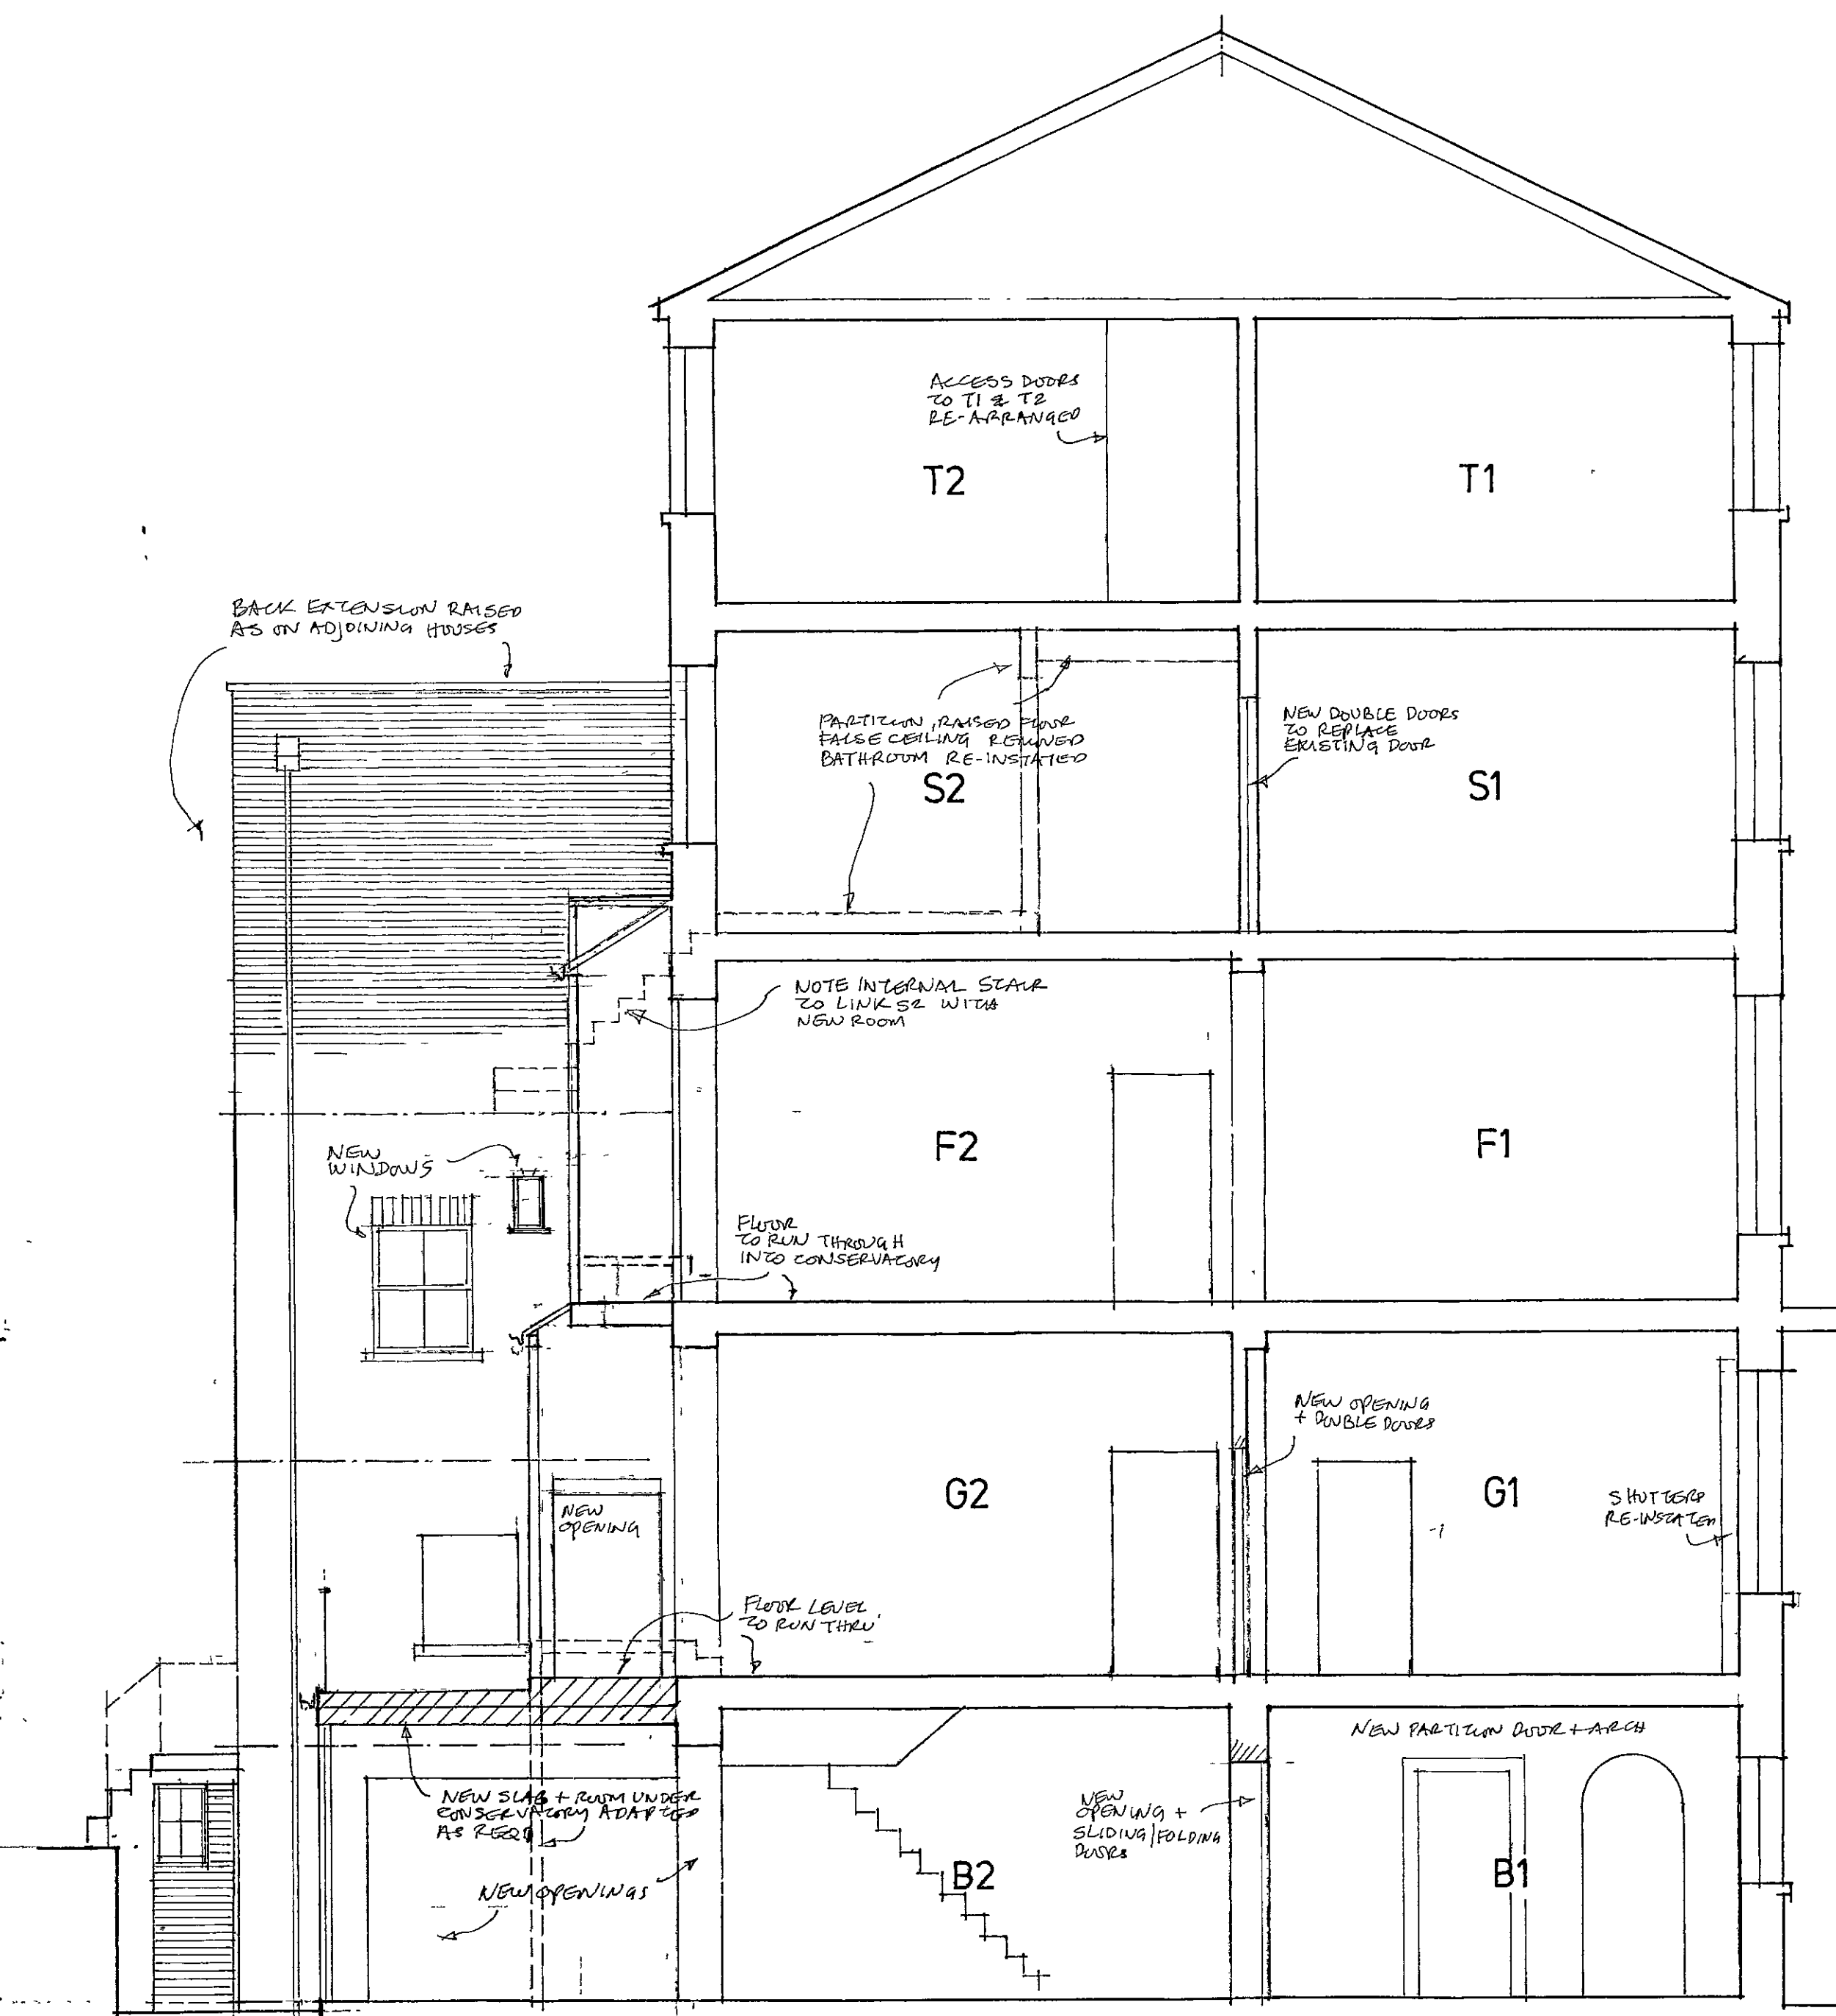 ACCESS DOORS
TO T1 & T2
RE-ARRANGED
T2
T1
BACK EXTENSION RAISED
AS ON ADJOINING HOUSES
PARTITION, RAISED FLOOR
FALSE CEILING REMOVED
BATHROOM RE-INSTATED
S2
NEW DOUBLE DOORS
TO REPLACE
EXISTING DOOR
S1
NOTE INTERNAL STAIR
TO LINK S2 WITH
NEW ROOM
NEW
WINDOWS
F2
F1
FLOOR
TO RUN THROUGH
INTO CONSERVATORY
NEW OPENING
+ DOUBLE DOORS
G2
G1
SHUTTERS
RE-INSTATED
NEW
OPENING
FLOOR LEVEL
TO RUN THRU'
NEW PARTITION DOOR + ARCH
NEW SLAB + ROOM UNDER
CONSERVATORY ADAPTED
AS REQD
NEW
OPENING +
SLIDING/FOLDING
DOORS
NEW OPENINGS
B2
B1